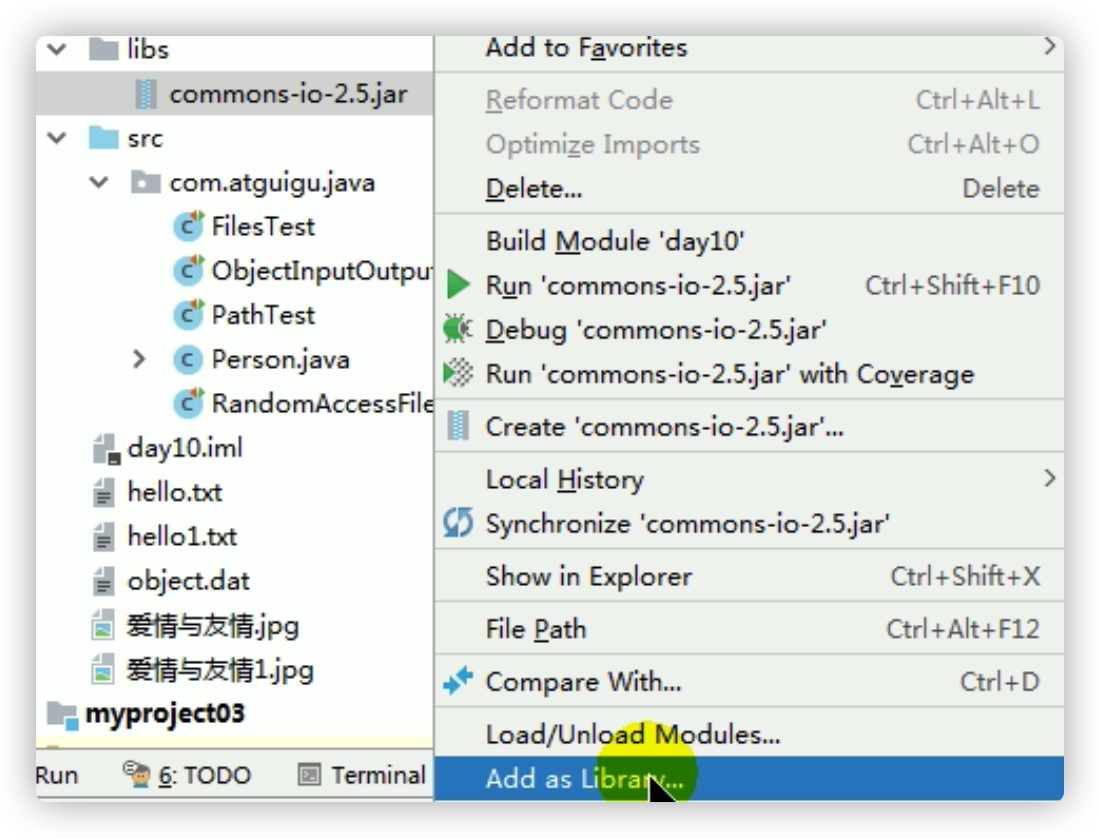 libs
commons-io-2.5.jar
src
com.atguigu.java
FilesTest
ObjectInputOutpu
PathTest
Person.java
RandomAccessFile
day10.iml
hello.txt
hello1.txt
object.dat
爱情与友情.jpg
爱情与友情1.jpg
myproject03
Run 6: TODO Terminal
Add to Favorites
Reformat Code Ctrl+Alt+L
Optimize Imports Ctrl+Alt+O
Delete... Delete
Build Module 'day10'
Run 'commons-io-2.5.jar' Ctrl+Shift+F10
Debug 'commons-io-2.5.jar'
Run 'commons-io-2.5.jar' with Coverage
Create 'commons-io-2.5.jar'...
Local History
Synchronize 'commons-io-2.5.jar'
Show in Explorer Ctrl+Shift+X
File Path Ctrl+Alt+F12
Compare With... Ctrl+D
Load/Unload Modules...
Add as Library...